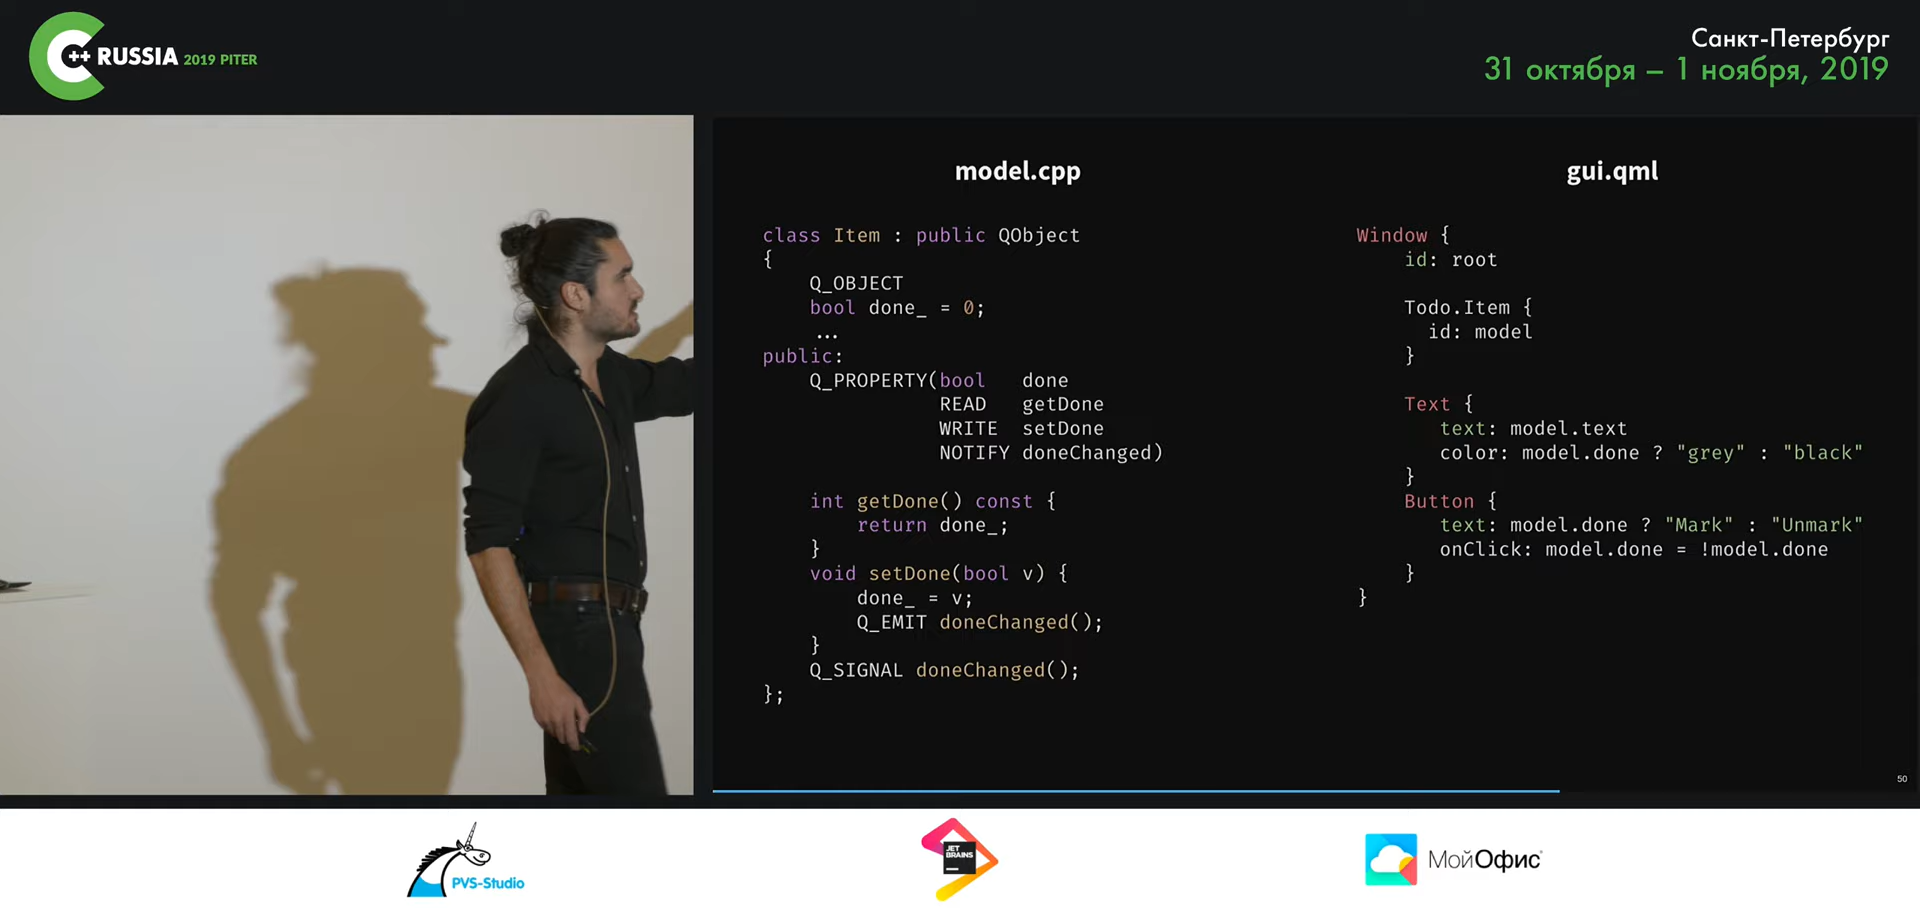 C++ RUSSIA 2019 PITER
Санкт-Петербург
31 октября – 1 ноября, 2019
model.cpp
class Item : public QObject
{
    Q_OBJECT
    bool done_ = 0;
    ...
public:
    Q_PROPERTY(bool   done
               READ   getDone
               WRITE  setDone
               NOTIFY doneChanged)

    int getDone() const {
        return done_;
    }
    void setDone(bool v) {
        done_ = v;
        Q_EMIT doneChanged();
    }
    Q_SIGNAL doneChanged();
};
gui.qml
Window {
    id: root

    Todo.Item {
      id: model
    }

    Text {
       text: model.text
       color: model.done ? "grey" : "black"
    }
    Button {
       text: model.done ? "Mark" : "Unmark"
       onClick: model.done = !model.done
    }
}
50
PVS-Studio
JET
BRAINS
МойОфис